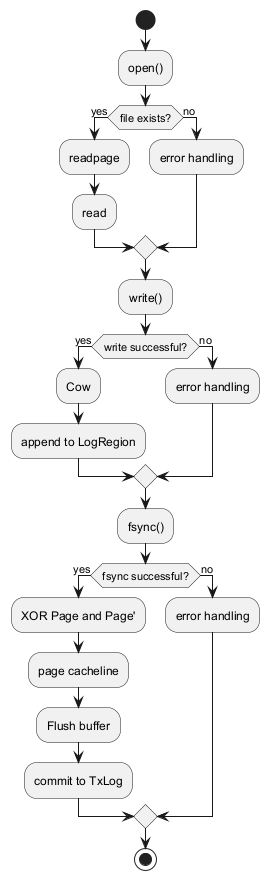 open()
yes
file exists?
no
readpage
error handling
read
write()
yes
write successful?
no
Cow
error handling
append to LogRegion
fsync()
yes
fsync successful?
no
XOR Page and Page'
error handling
page cacheline
Flush buffer
commit to TxLog